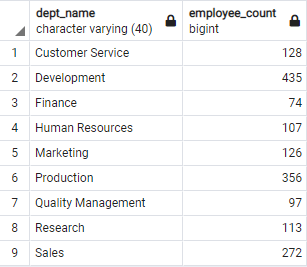 dept_name employee_count
character varying (40) bigint
1 Customer Service 128
2 Development 435
3 Finance 74
4 Human Resources 107
5 Marketing 126
6 Production 356
7 Quality Management 97
8 Research 113
9 Sales 272